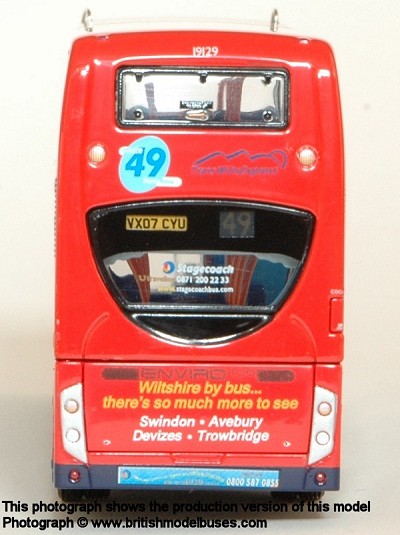 19129
49
TransWiltsExpress
VX07 CYU
49
Stagecoach
0871 200 22 33
www.stagecoachbus.com
ENVIRO
Wiltshire by bus...
there's so much more to see
Swindon • Avebury
Devizes • Trowbridge
0800 587 0855
This photograph shows the production version of this model
Photograph © www.britishmodelbuses.com